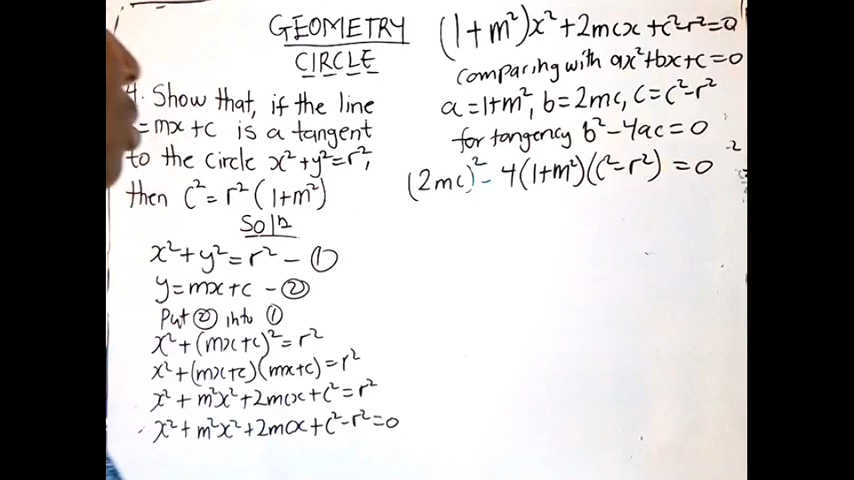 GEOMETRY
CIRCLE
4. Show that, if the line
=mx+c is a tangent
to the circle x²+y²=r²,
then c²=r²(1+m²)
Soln
x²+y²=r² — ①
y=mx+c — ②
Put ② into ①
x²+(mx+c)²=r²
x²+(mx+c)(mx+c)=r²
x²+m²x²+2mcx+c²=r²
x²+m²x²+2mcx+c²-r²=0
(1+m²)x²+2mcx+c²-r²=0
comparing with ax²+bx+c=0
a=1+m², b=2mc, c=c²-r²
for tangency b²-4ac=0
(2mc)²-4(1+m²)(c²-r²)=0